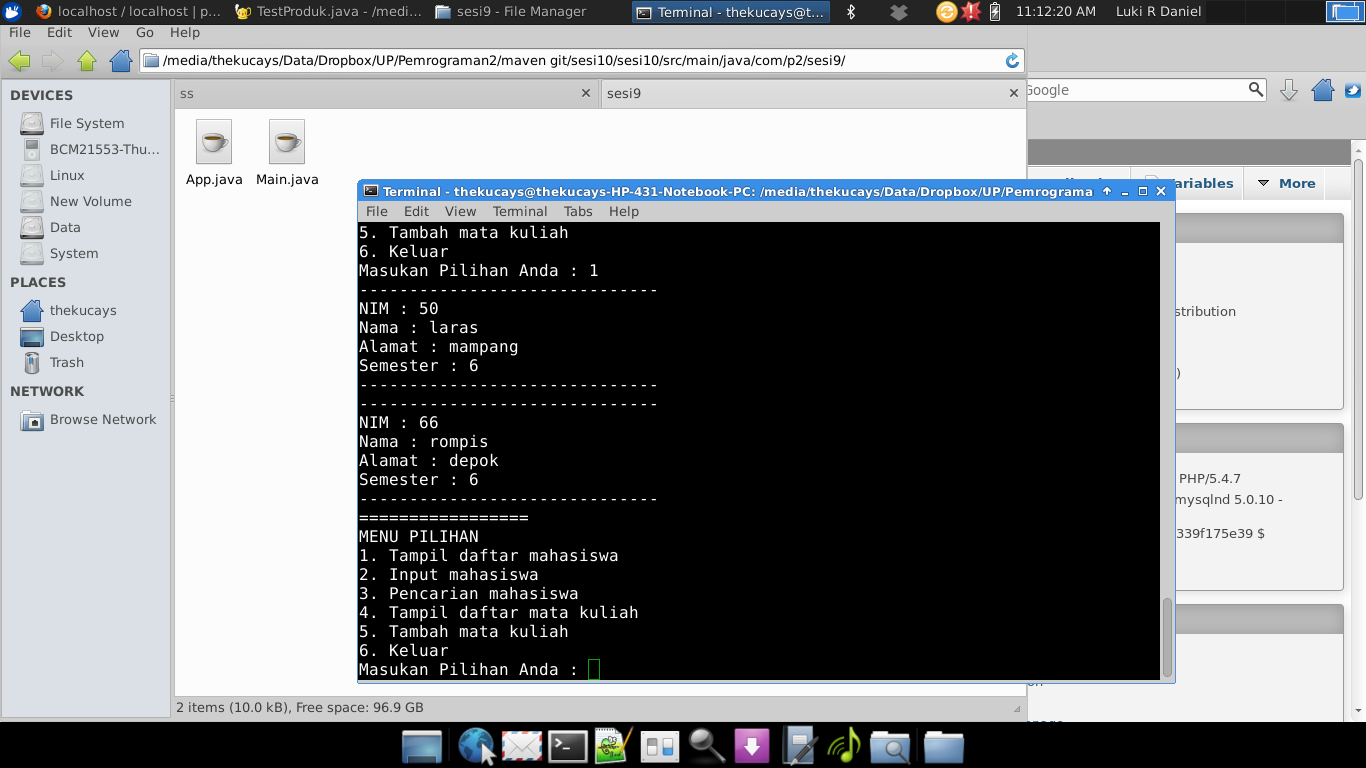 localhost / localhost | p...
TestProduk.java - /medi...
sesi9 - File Manager
Terminal - thekucays@t...
11:12:20 AM
Luki R Daniel
File Edit View Go Help
/media/thekucays/Data/Dropbox/UP/Pemrograman2/maven git/sesi10/sesi10/src/main/java/com/p2/sesi9/
Google
DEVICES
File System
BCM21553-Thu...
Linux
New Volume
Data
System
PLACES
thekucays
Desktop
Trash
NETWORK
Browse Network
ss
sesi9
App.java
Main.java
Terminal - thekucays@thekucays-HP-431-Notebook-PC: /media/thekucays/Data/Dropbox/UP/Pemrograma
File Edit View Terminal Tabs Help
5. Tambah mata kuliah
6. Keluar
Masukan Pilihan Anda : 1
------------------------------
NIM : 50
Nama : laras
Alamat : mampang
Semester : 6
------------------------------
------------------------------
NIM : 66
Nama : rompis
Alamat : depok
Semester : 6
------------------------------
=================
MENU PILIHAN
1. Tampil daftar mahasiswa
2. Input mahasiswa
3. Pencarian mahasiswa
4. Tampil daftar mata kuliah
5. Tambah mata kuliah
6. Keluar
Masukan Pilihan Anda :
2 items (10.0 kB), Free space: 96.9 GB
ariables
More
stribution
)
PHP/5.4.7
mysqlnd 5.0.10 -
339f175e39 $